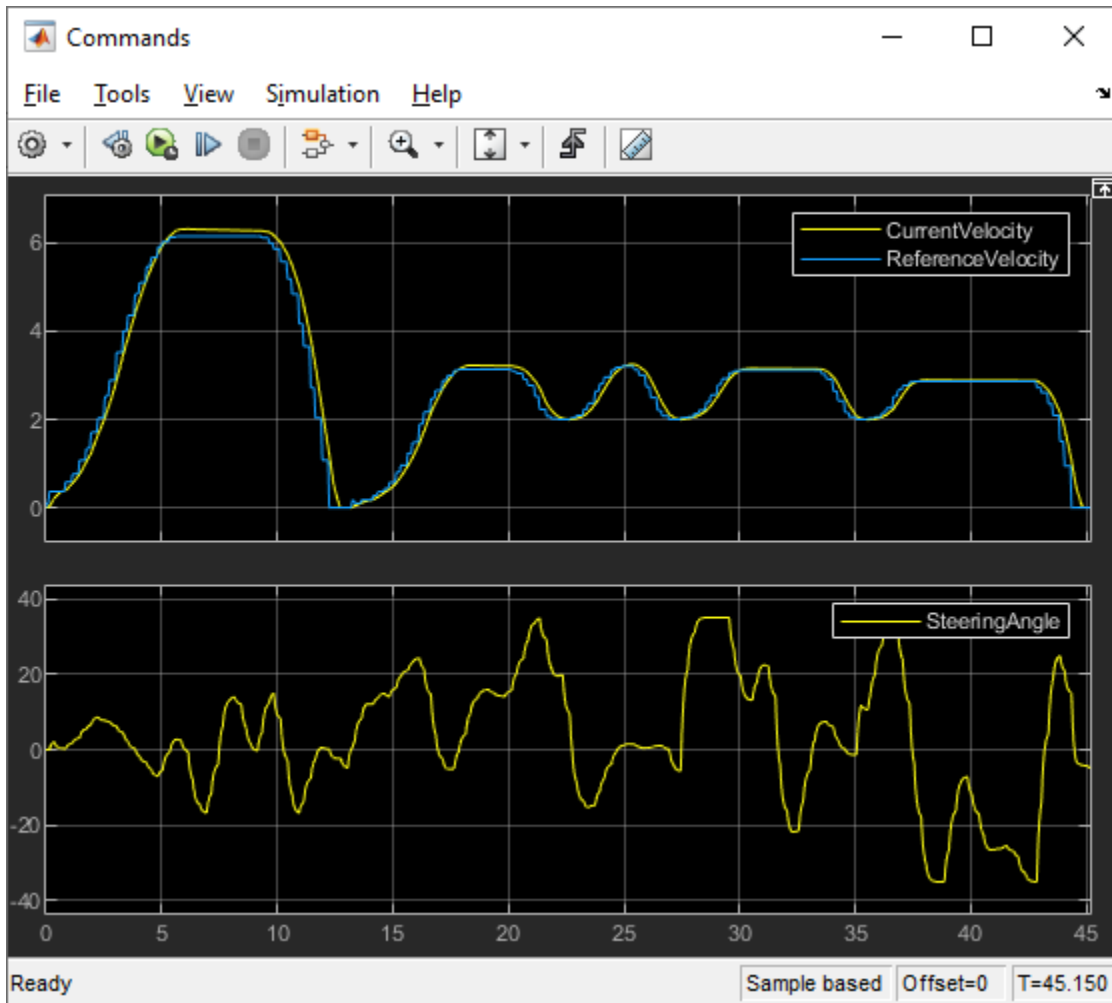 Commands
File Tools View Simulation Help
CurrentVelocity
ReferenceVelocity
6
4
2
0
SteeringAngle
40
20
0
-20
-40
0 5 10 15 20 25 30 35 40 45
Ready Sample based Offset=0 T=45.150